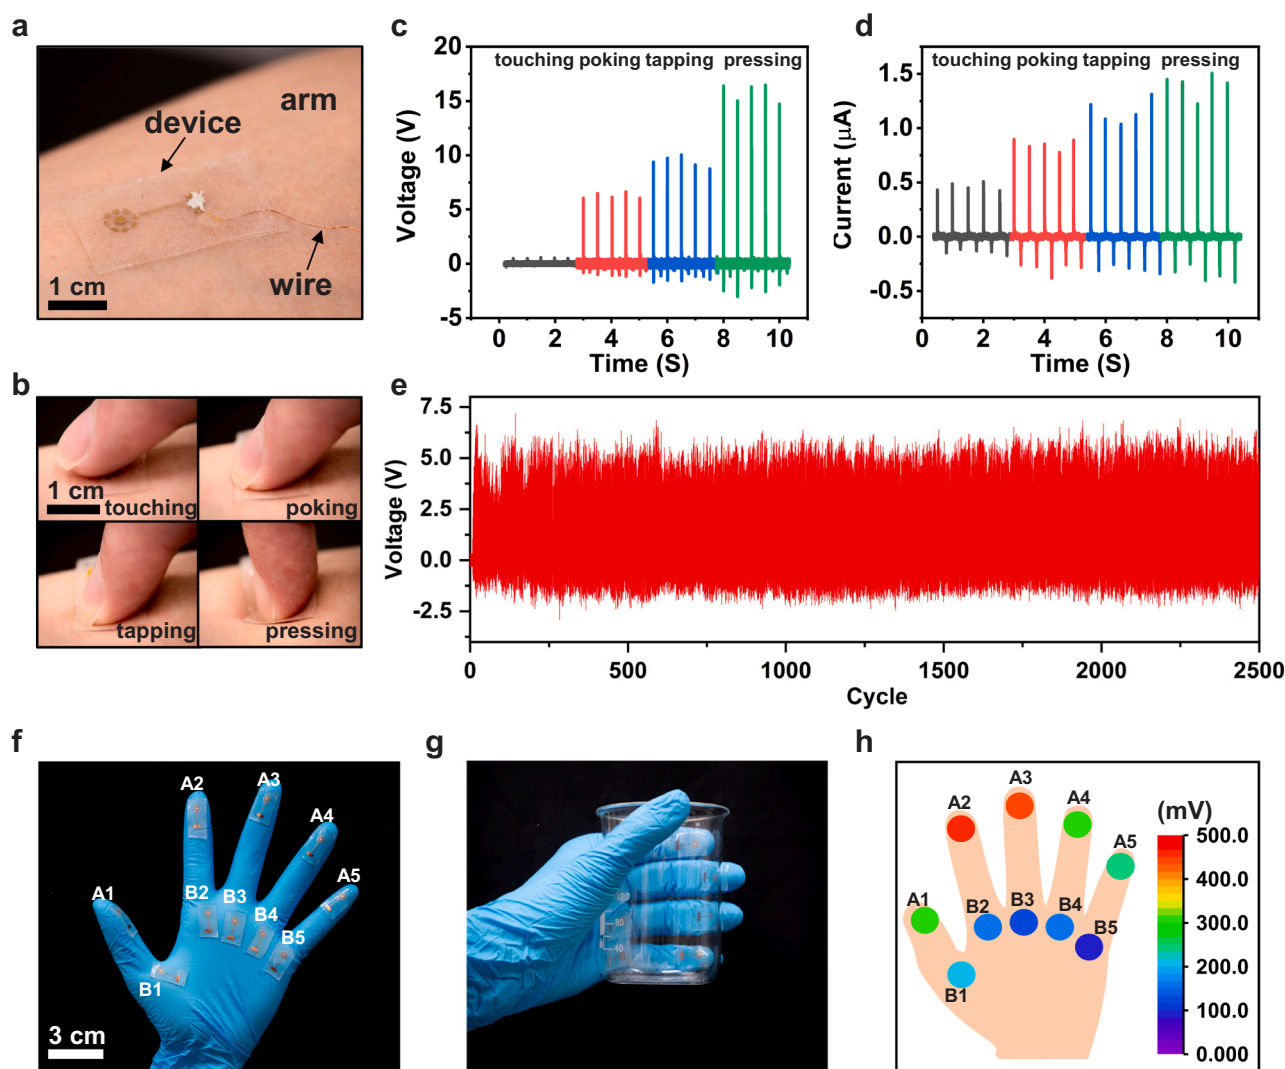 a
arm
device
wire
1 cm
b
1 cm
touching
poking
tapping
pressing
c
touching poking tapping pressing
20
15
10
5
0
-5
Voltage (V)
0 2 4 6 8 10
Time (S)
d
touching poking tapping pressing
1.5
1.0
0.5
0.0
-0.5
Current (μA)
0 2 4 6 8 10
Time (S)
e
7.5
5.0
2.5
0.0
-2.5
Voltage (V)
0 500 1000 1500 2000 2500
Cycle
f
A1
A2
A3
A4
A5
B1
B2
B3
B4
B5
3 cm
g
120
80
40
h
A1
A2
A3
A4
A5
B1
B2
B3
B4
B5
(mV)
500.0
400.0
300.0
200.0
100.0
0.000